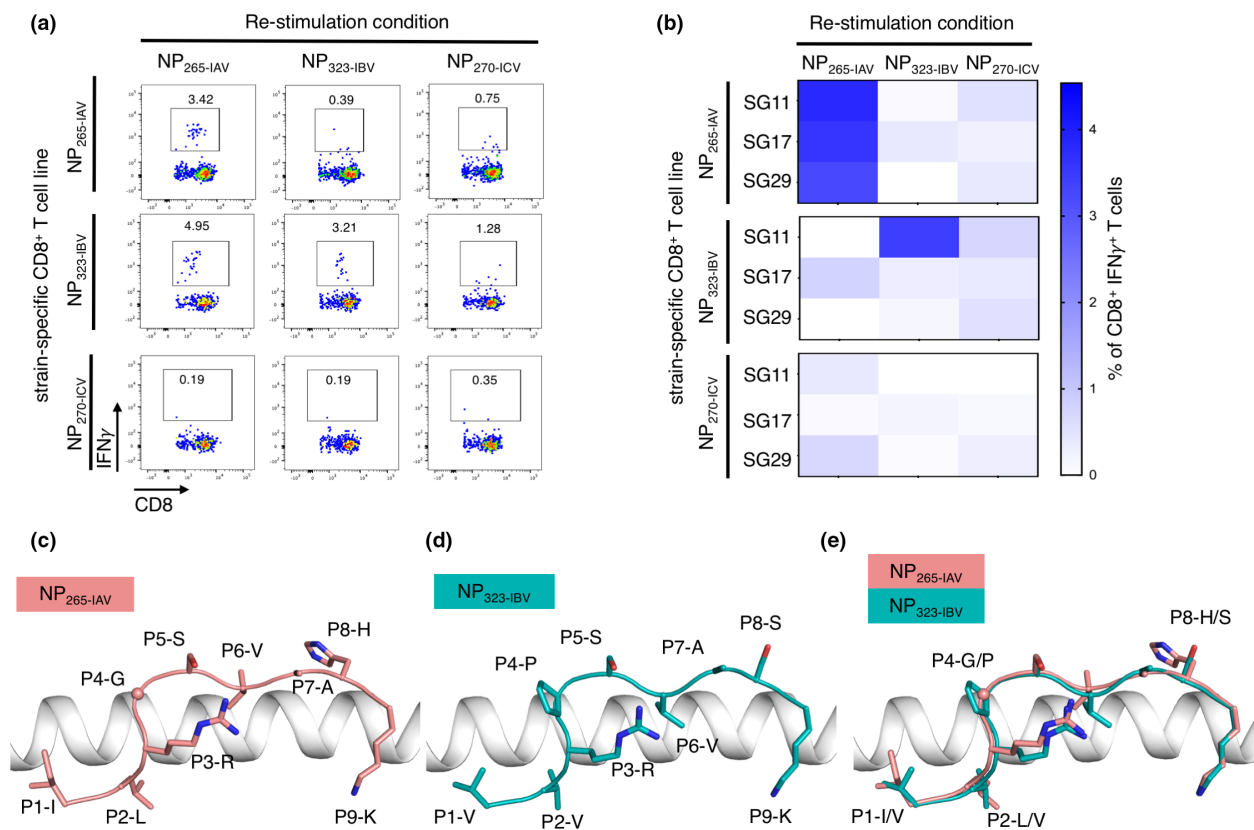 (a)
Re-stimulation condition
NP265-IAV NP323-IBV NP270-ICV
strain-specific CD8+ T cell line
NP265-IAV
3.42 0.39 0.75
NP323-IBV
4.95 3.21 1.28
NP270-ICV
0.19 0.19 0.35
IFNγ
CD8
(b)
Re-stimulation condition
NP265-IAV NP323-IBV NP270-ICV
strain-specific CD8+ T cell line
NP265-IAV
SG11
SG17
SG29
NP323-IBV
SG11
SG17
SG29
NP270-ICV
SG11
SG17
SG29
4
3
2
1
0
% of CD8+ IFNγ+ T cells
(c)
NP265-IAV
P5-S
P8-H
P6-V
P4-G
P7-A
P3-R
P1-I
P2-L
P9-K
(d)
NP323-IBV
P8-S
P5-S
P7-A
P4-P
P6-V
P3-R
P1-V
P2-V
P9-K
(e)
NP265-IAV
NP323-IBV
P8-H/S
P4-G/P
P1-I/V
P2-L/V